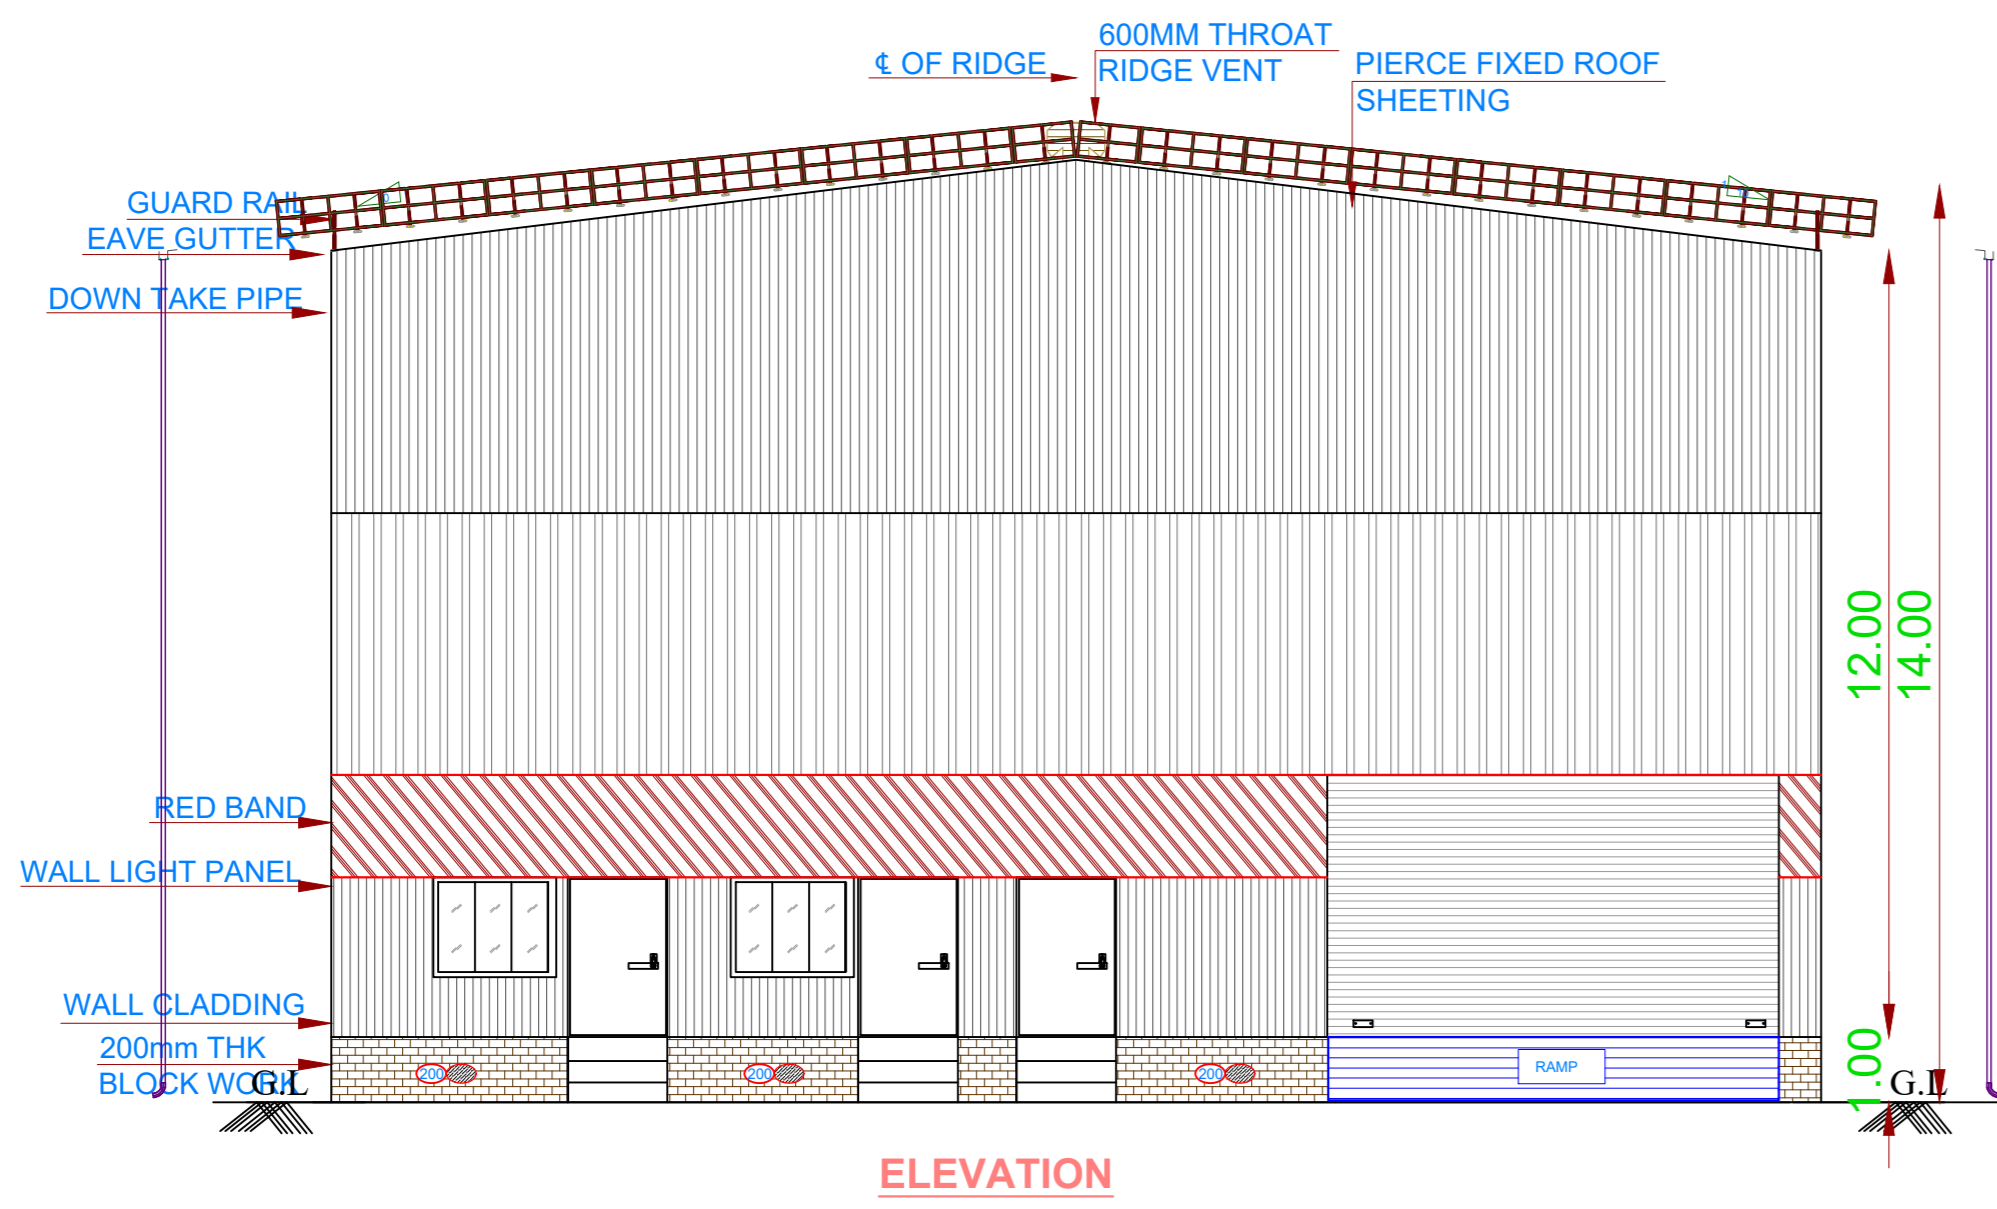 600MM THROAT
RIDGE VENT
℄ OF RIDGE
PIERCE FIXED ROOF
SHEETING
GUARD RAIL
EAVE GUTTER
DOWN TAKE PIPE
12.00
14.00
RED BAND
WALL LIGHT PANEL
WALL CLADDING
200mm THK
BLOCK WORK
G.L
200
200
200
RAMP
1.00
G.L
ELEVATION